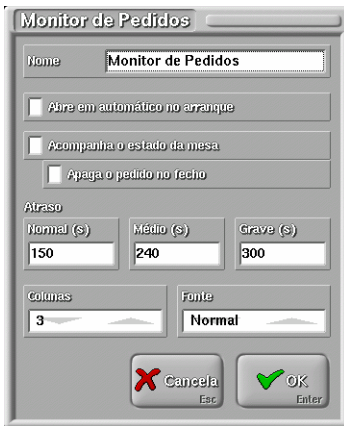 Monitor de Pedidos
Nome Monitor de Pedidos
Abre em automático no arranque
Acompanha o estado da mesa
Apaga o pedido no fecho
Atraso
Normal (s) Médio (s) Grave (s)
150 240 300
Colunas Fonte
3 Normal
Cancela OK
Esc Enter